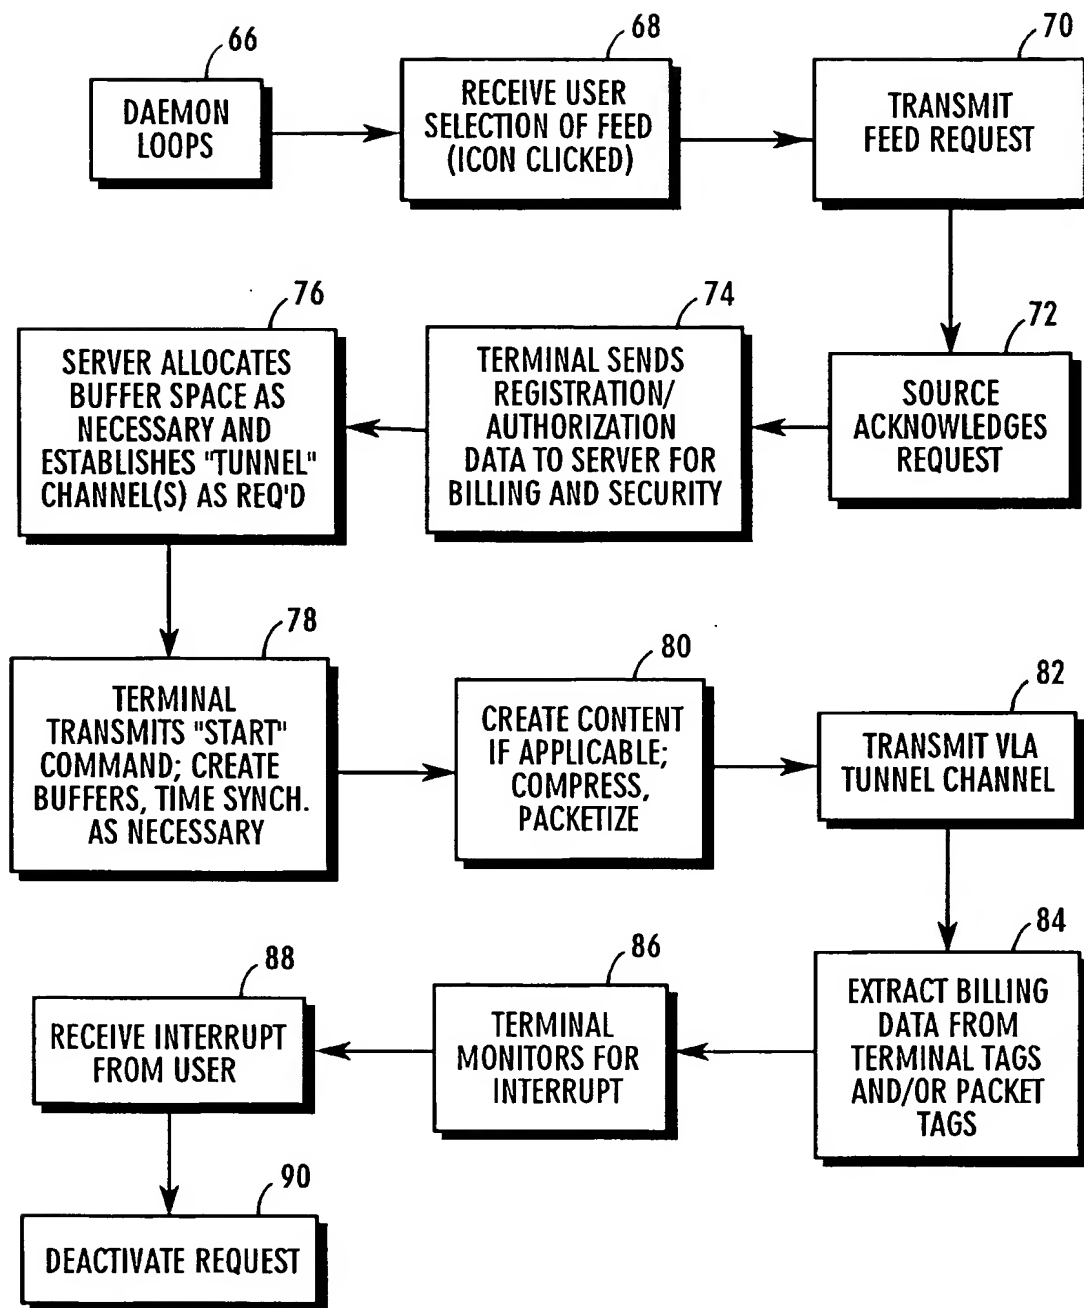 66
DAEMON
LOOPS
68
RECEIVE USER
SELECTION OF FEED
(ICON CLICKED)
70
TRANSMIT
FEED REQUEST
72
SOURCE
ACKNOWLEDGES
REQUEST
74
TERMINAL SENDS
REGISTRATION/
AUTHORIZATION
DATA TO SERVER FOR
BILLING AND SECURITY
76
SERVER ALLOCATES
BUFFER SPACE AS
NECESSARY AND
ESTABLISHES "TUNNEL"
CHANNEL(S) AS REQ'D
78
TERMINAL
TRANSMITS "START"
COMMAND; CREATE
BUFFERS, TIME SYNCH.
AS NECESSARY
80
CREATE CONTENT
IF APPLICABLE;
COMPRESS,
PACKETIZE
82
TRANSMIT VLA
TUNNEL CHANNEL
84
EXTRACT BILLING
DATA FROM
TERMINAL TAGS
AND/OR PACKET
TAGS
86
TERMINAL
MONITORS FOR
INTERRUPT
88
RECEIVE INTERRUPT
FROM USER
90
DEACTIVATE REQUEST